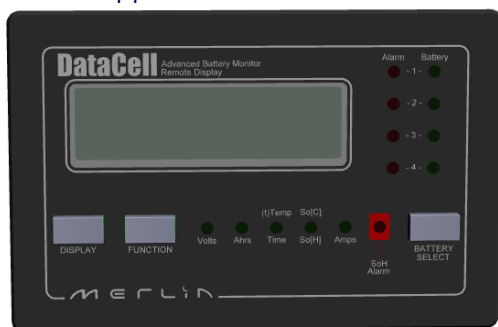 DataCell Advanced Battery Monitor
Remote Display
Alarm Battery
- 1 -
- 2 -
- 3 -
- 4 -
(t)Temp So[C]
Volts Ahrs Time So[H] Amps
DISPLAY FUNCTION
SoH
Alarm
BATTERY
SELECT
MERLIN